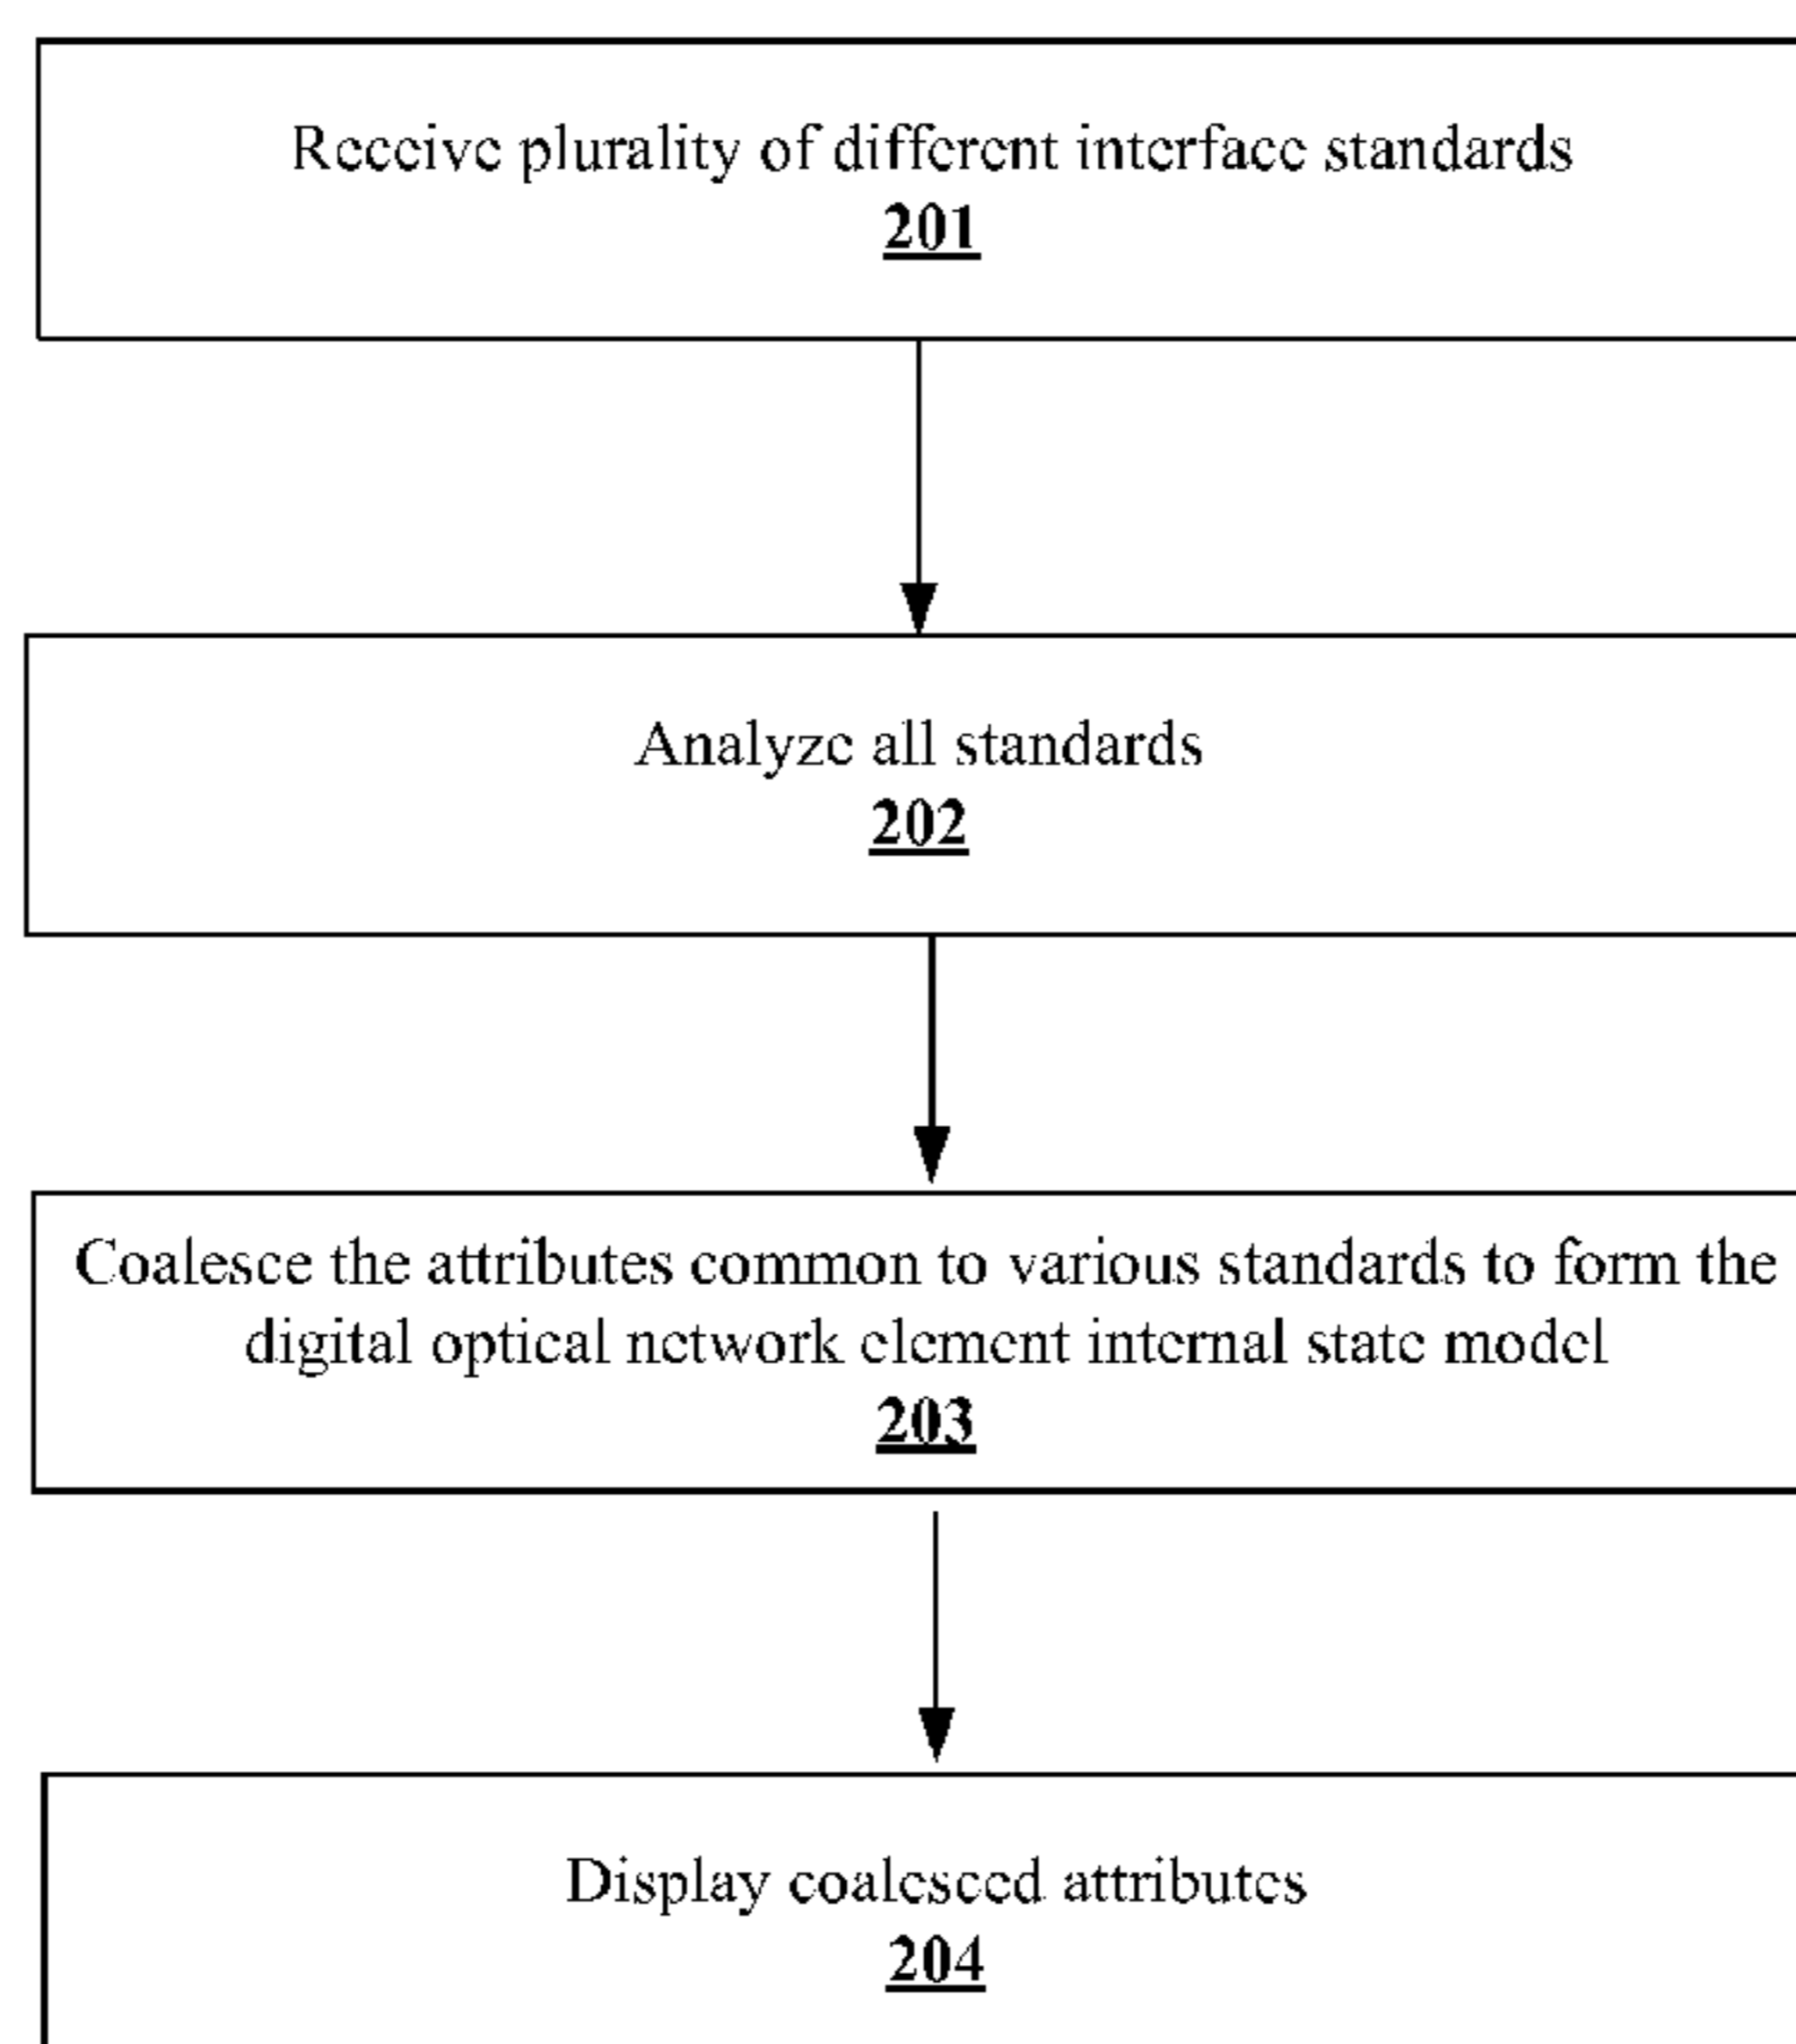 Receive plurality of different interface standards
201
Analyze all standards
202
Coalesce the attributes common to various standards to form the
digital optical network element internal state model
203
Display coalesced attributes
204